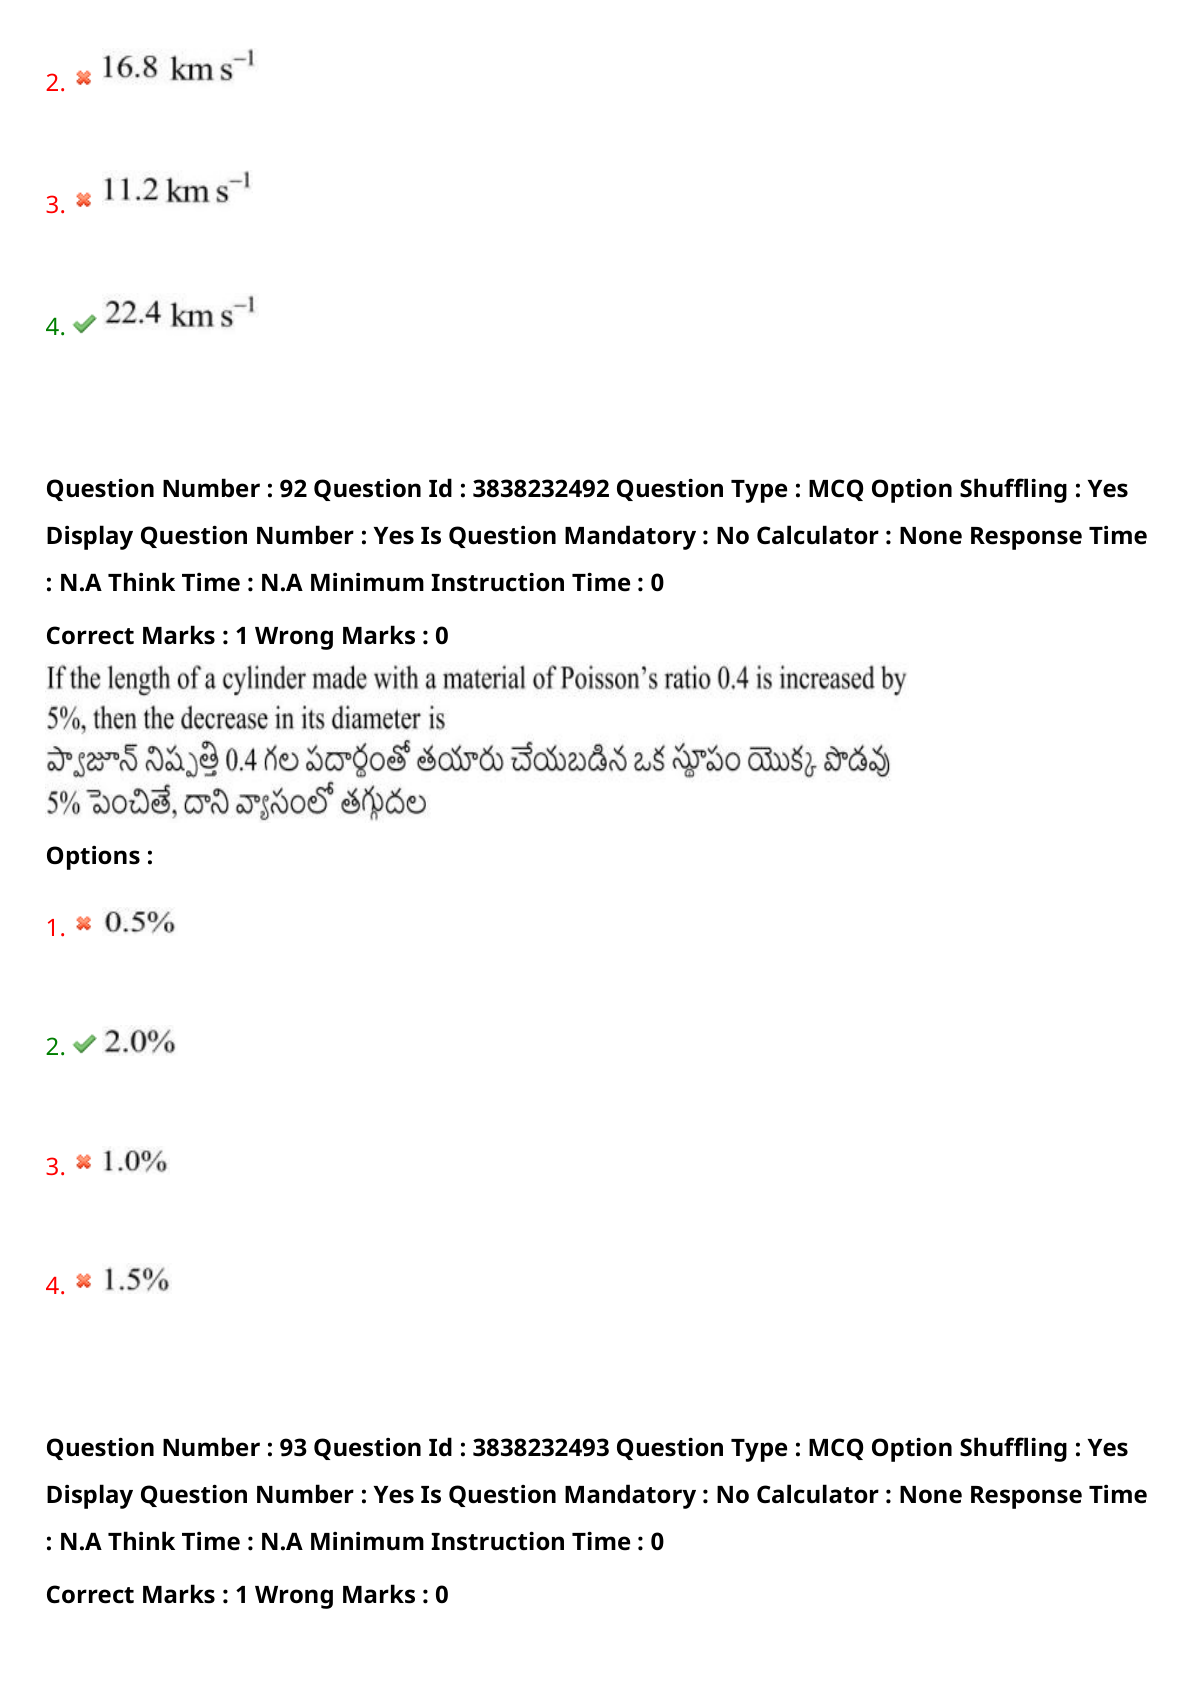 2. 16.8 km s⁻¹
3. 11.2 km s⁻¹
4. 22.4 km s⁻¹
Question Number : 92 Question Id : 3838232492 Question Type : MCQ Option Shuffling : Yes
Display Question Number : Yes Is Question Mandatory : No Calculator : None Response Time
: N.A Think Time : N.A Minimum Instruction Time : 0
Correct Marks : 1 Wrong Marks : 0
If the length of a cylinder made with a material of Poisson’s ratio 0.4 is increased by
5%, then the decrease in its diameter is
ప్వాజూన్ నిష్పత్తి 0.4 గల పదార్థంతో తయారు చేయబడిన ఒక స్థూపం యొక్క పొడవు
5% పెంచితే, దాని వ్యాసంలో తగ్గుదల
Options :
1. 0.5%
2. 2.0%
3. 1.0%
4. 1.5%
Question Number : 93 Question Id : 3838232493 Question Type : MCQ Option Shuffling : Yes
Display Question Number : Yes Is Question Mandatory : No Calculator : None Response Time
: N.A Think Time : N.A Minimum Instruction Time : 0
Correct Marks : 1 Wrong Marks : 0